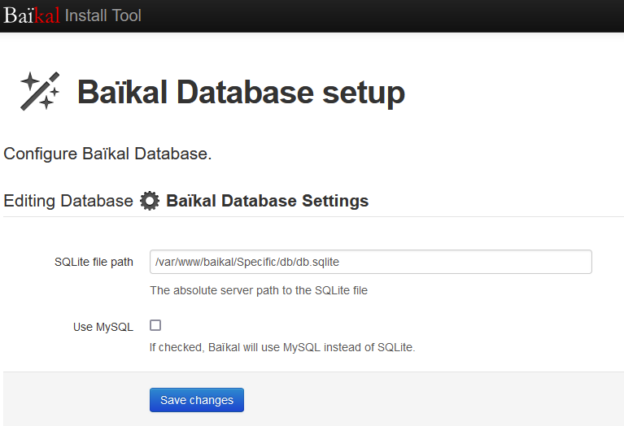 Baïkal Install Tool
Baïkal Database setup
Configure Baïkal Database.
Editing Database Baïkal Database Settings
SQLite file path /var/www/baikal/Specific/db/db.sqlite
The absolute server path to the SQLite file
Use MySQL
If checked, Baïkal will use MySQL instead of SQLite.
Save changes